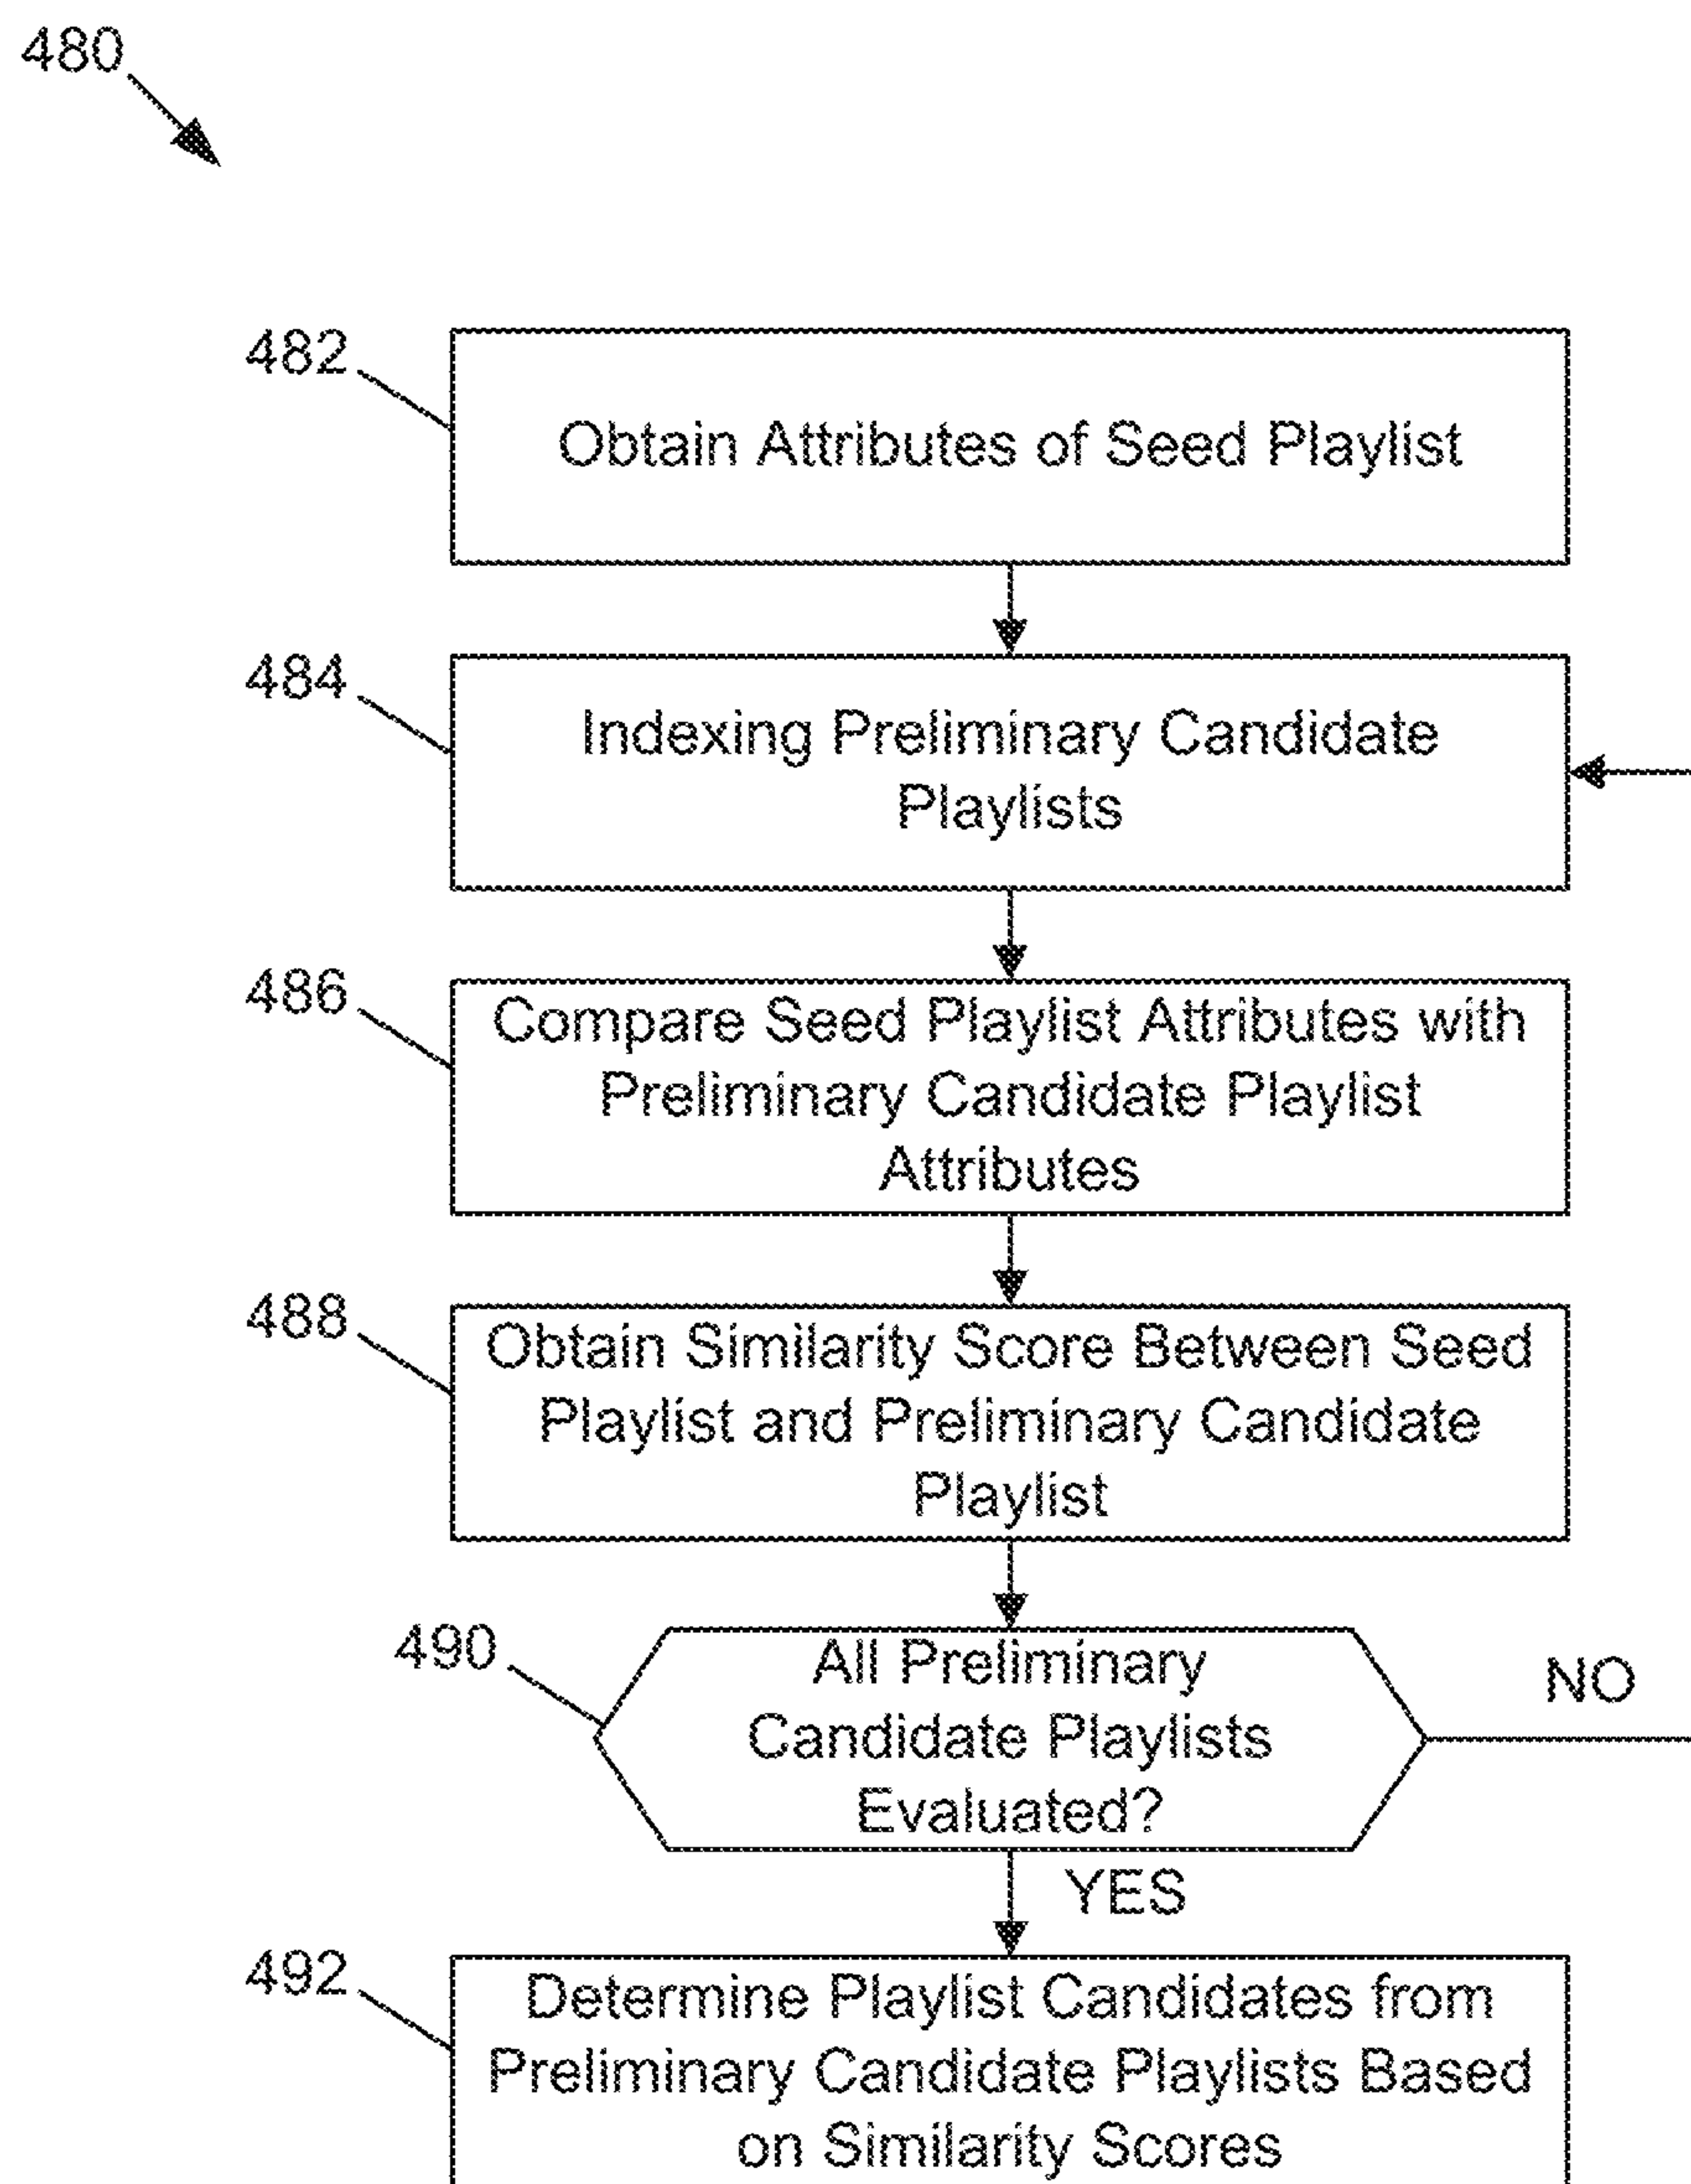 480
482
Obtain Attributes of Seed Playlist
484
Indexing Preliminary Candidate
Playlists
486
Compare Seed Playlist Attributes with
Preliminary Candidate Playlist
Attributes
488
Obtain Similarity Score Between Seed
Playlist and Preliminary Candidate
Playlist
490
All Preliminary
Candidate Playlists
Evaluated?
NO
YES
492
Determine Playlist Candidates from
Preliminary Candidate Playlists Based
on Similarity Scores